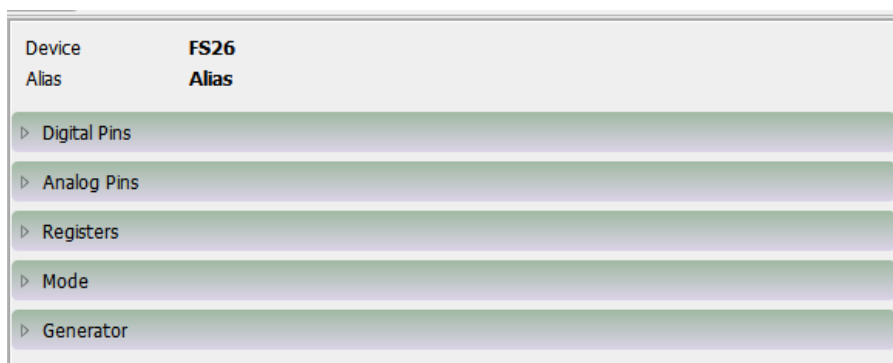 Device FS26
Alias Alias
Digital Pins
Analog Pins
Registers
Mode
Generator